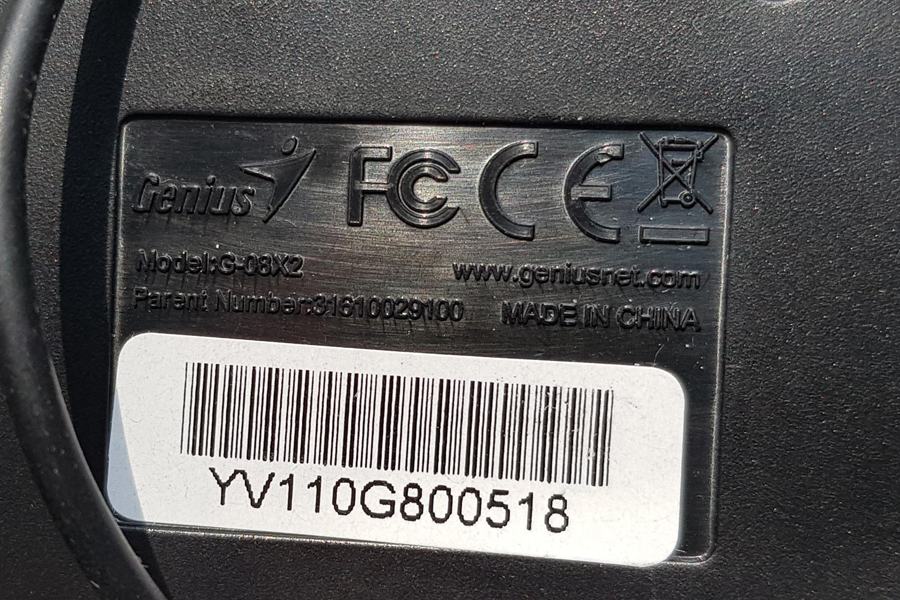 Genius FC CE
Model:G-08X2 www.geniusnet.com
Parent Number:31610029100 MADE IN CHINA
YV110G800518